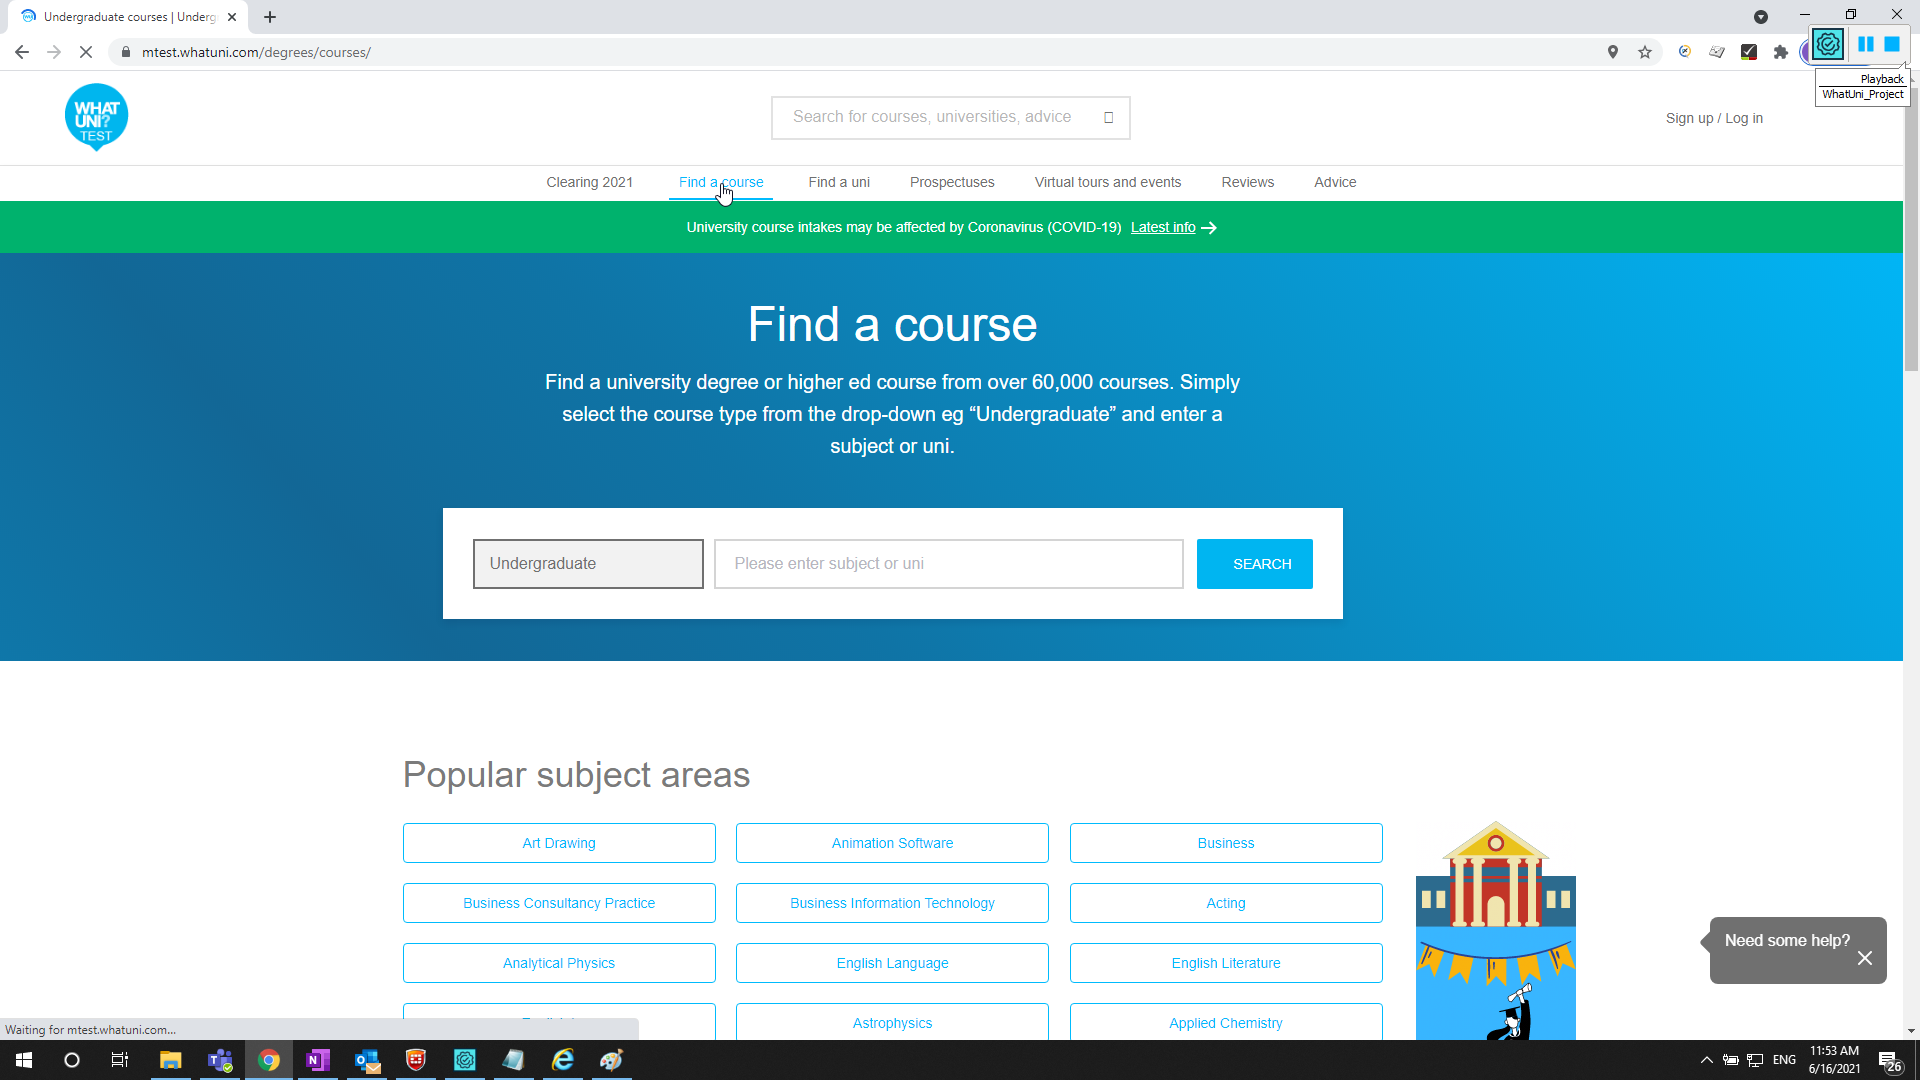 Undergraduate courses | Underg
mtest.whatuni.com/degrees/courses/
Playback
WhatUni_Project
WHAT
UNI?
TEST
Search for courses, universities, advice
Sign up / Log in
Clearing 2021
Find a course
Find a uni
Prospectuses
Virtual tours and events
Reviews
Advice
University course intakes may be affected by Coronavirus (COVID-19) Latest info
Find a course
Find a university degree or higher ed course from over 60,000 courses. Simply
select the course type from the drop-down eg “Undergraduate” and enter a
subject or uni.
Undergraduate
Please enter subject or uni
SEARCH
Popular subject areas
Art Drawing
Animation Software
Business
Business Consultancy Practice
Business Information Technology
Acting
Analytical Physics
English Language
English Literature
Astrophysics
Applied Chemistry
Need some help?
Waiting for mtest.whatuni.com...
ENG
11:53 AM
6/16/2021
26